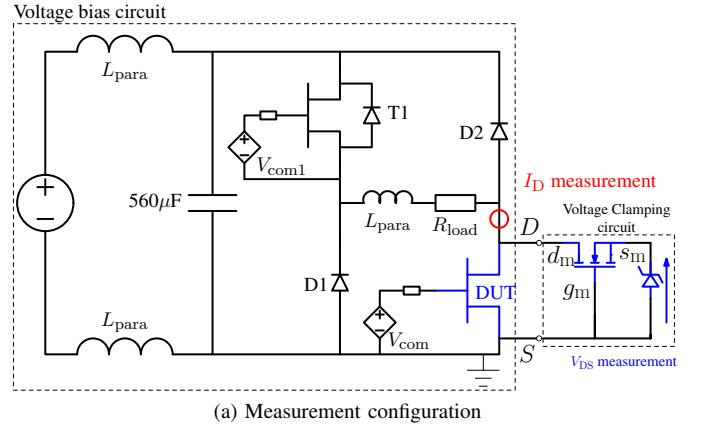 Voltage bias circuit
L_para
T1
D2
V_com1
I_D measurement
560μF
L_para
R_load
Voltage Clamping
circuit
D
d_m
s_m
D1
DUT
g_m
L_para
V_com
S
V_DS measurement
(a) Measurement configuration